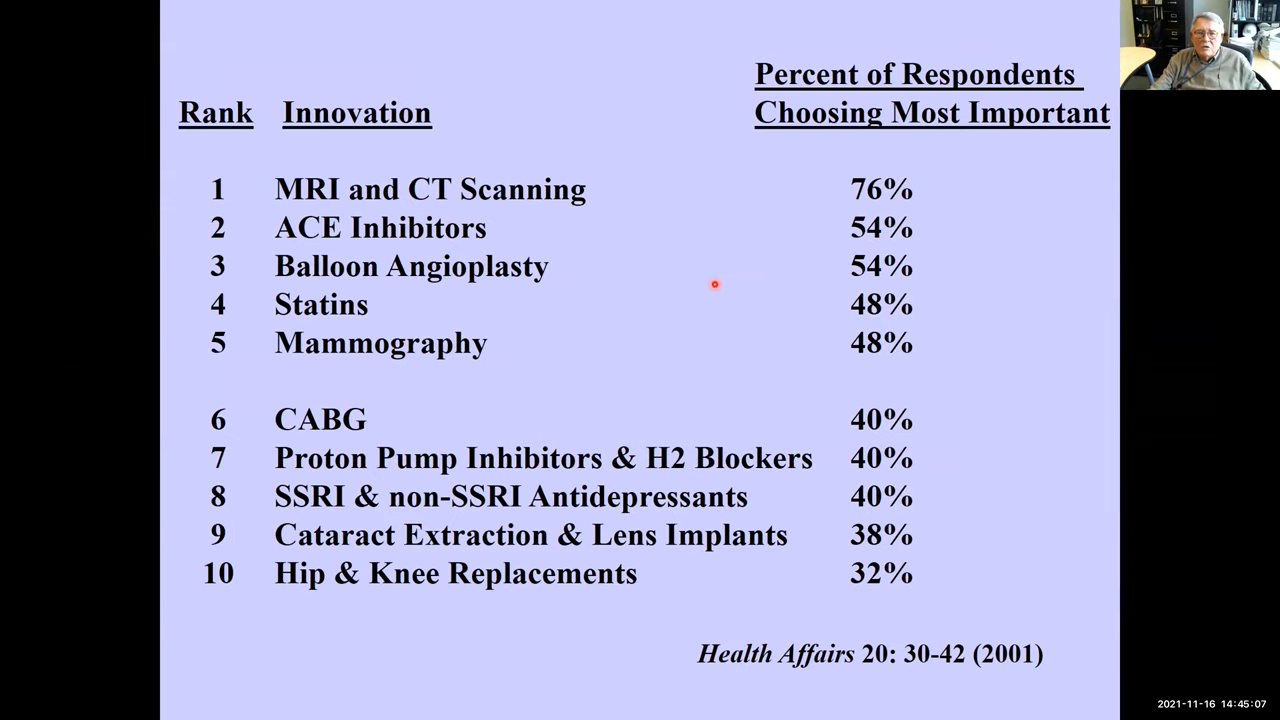 Percent of Respondents
Rank Innovation Choosing Most Important
1 MRI and CT Scanning 76%
2 ACE Inhibitors 54%
3 Balloon Angioplasty 54%
4 Statins 48%
5 Mammography 48%
6 CABG 40%
7 Proton Pump Inhibitors & H2 Blockers 40%
8 SSRI & non-SSRI Antidepressants 40%
9 Cataract Extraction & Lens Implants 38%
10 Hip & Knee Replacements 32%
Health Affairs 20: 30-42 (2001)
2021-11-16 14:45:07